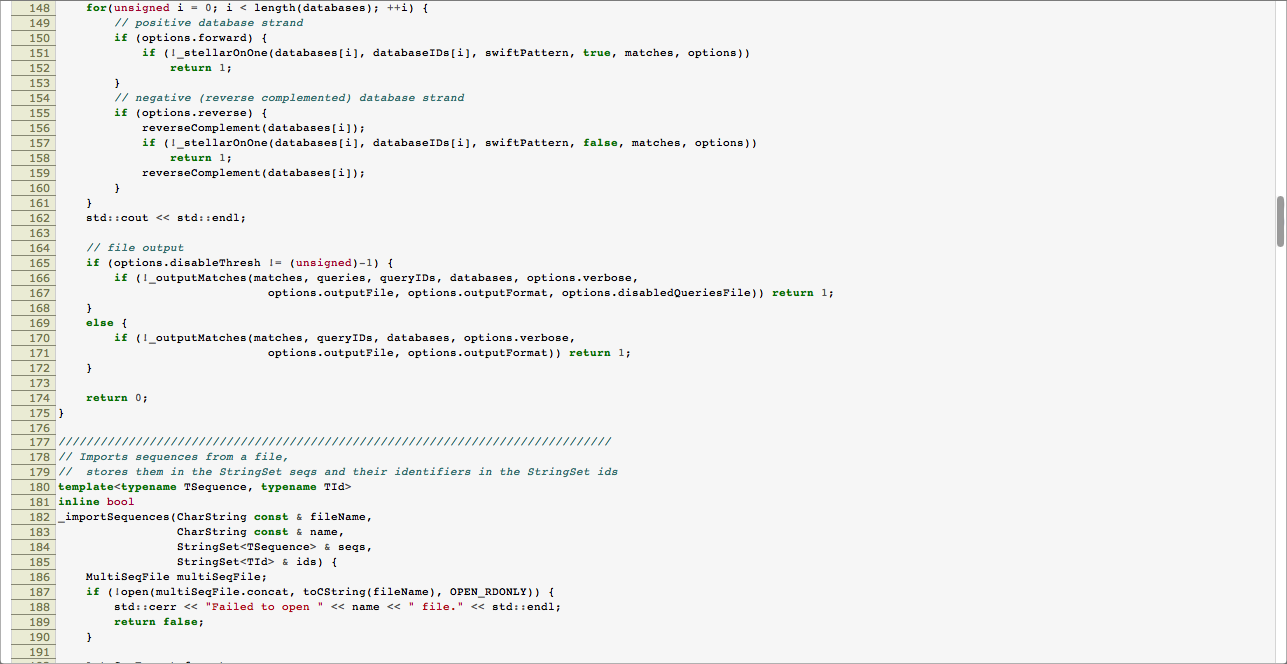 148     for(unsigned i = 0; i < length(databases); ++i) {
149         // positive database strand
150         if (options.forward) {
151             if (!_stellarOnOne(databases[i], databaseIDs[i], swiftPattern, true, matches, options))
152                 return 1;
153         }
154         // negative (reverse complemented) database strand
155         if (options.reverse) {
156             reverseComplement(databases[i]);
157             if (!_stellarOnOne(databases[i], databaseIDs[i], swiftPattern, false, matches, options))
158                 return 1;
159             reverseComplement(databases[i]);
160         }
161     }
162     std::cout << std::endl;
163
164     // file output
165     if (options.disableThresh != (unsigned)-1) {
166         if (!_outputMatches(matches, queries, queryIDs, databases, options.verbose,
167                               options.outputFile, options.outputFormat, options.disabledQueriesFile)) return 1;
168     }
169     else {
170         if (!_outputMatches(matches, queryIDs, databases, options.verbose,
171                               options.outputFile, options.outputFormat)) return 1;
172     }
173
174     return 0;
175 }
176
177 ///////////////////////////////////////////////////////////////////////////////
178 // Imports sequences from a file,
179 //  stores them in the StringSet seqs and their identifiers in the StringSet ids
180 template<typename TSequence, typename TId>
181 inline bool
182 _importSequences(CharString const & fileName,
183                  CharString const & name,
184                  StringSet<TSequence> & seqs,
185                  StringSet<TId> & ids) {
186     MultiSeqFile multiSeqFile;
187     if (!open(multiSeqFile.concat, toCString(fileName), OPEN_RDONLY)) {
188         std::cerr << "Failed to open " << name << " file." << std::endl;
189         return false;
190     }
191